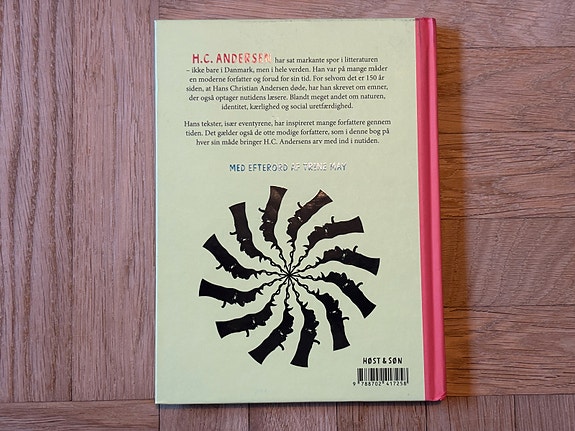 H.C. ANDERSEN har sat markante spor i litteraturen
– ikke bare i Danmark, men i hele verden. Han var på mange måder
en moderne forfatter og forud for sin tid. For selvom det er 150 år
siden, at Hans Christian Andersen døde, har han skrevet om emner,
der også optager nutidens læsere. Blandt meget andet om naturen,
identitet, kærlighed og social uretfærdighed.
Hans tekster, især eventyrene, har inspireret mange forfattere gennem
tiden. Det gælder også de otte modige forfattere, som i denne bog på
hver sin måde bringer H.C. Andersens arv med ind i nutiden.
MED EFTERORD AF TRINE MAY
HØST & SØN
9 788702 417258